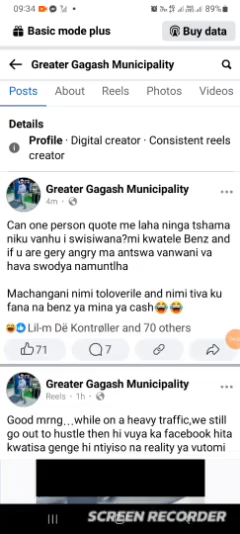 09:34
89%
Basic mode plus
Buy data
Greater Gagash Municipality
Posts About Reels Photos Videos
Details
Profile · Digital creator · Consistent reels
creator
Greater Gagash Municipality
4m ·
Can one person quote me laha ninga tshama
niku vanhu i swisiwana?mi kwatele Benz and
if u are gery angry ma antswa vanwani va
hava swodya namuntlha
Machangani nimi toloverile and nimi tiva ku
fana na benz ya mina ya cash😂😂
Lil-m Dë Kontrøller and 70 others
71 7
Greater Gagash Municipality
Reels · 1h ·
Good mrng...while on a heavy traffic,we still
go out to hustle then hi vuya ka facebook hita
kwatisa genge hi ntiyiso na reality ya vutomi
SCREEN RECORDER